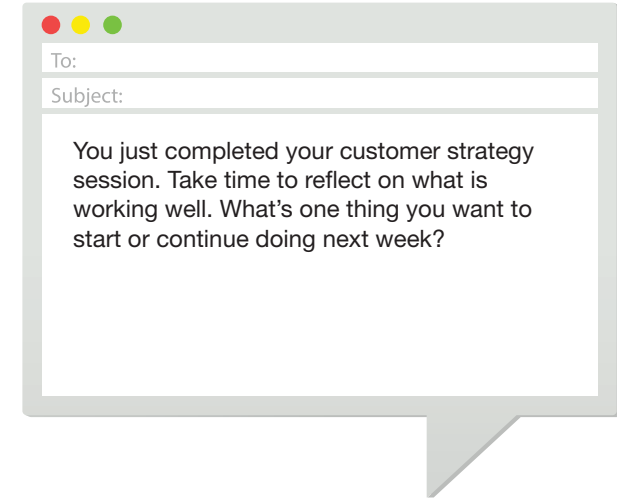 To:
Subject:
You just completed your customer strategy
session. Take time to reflect on what is
working well. What’s one thing you want to
start or continue doing next week?